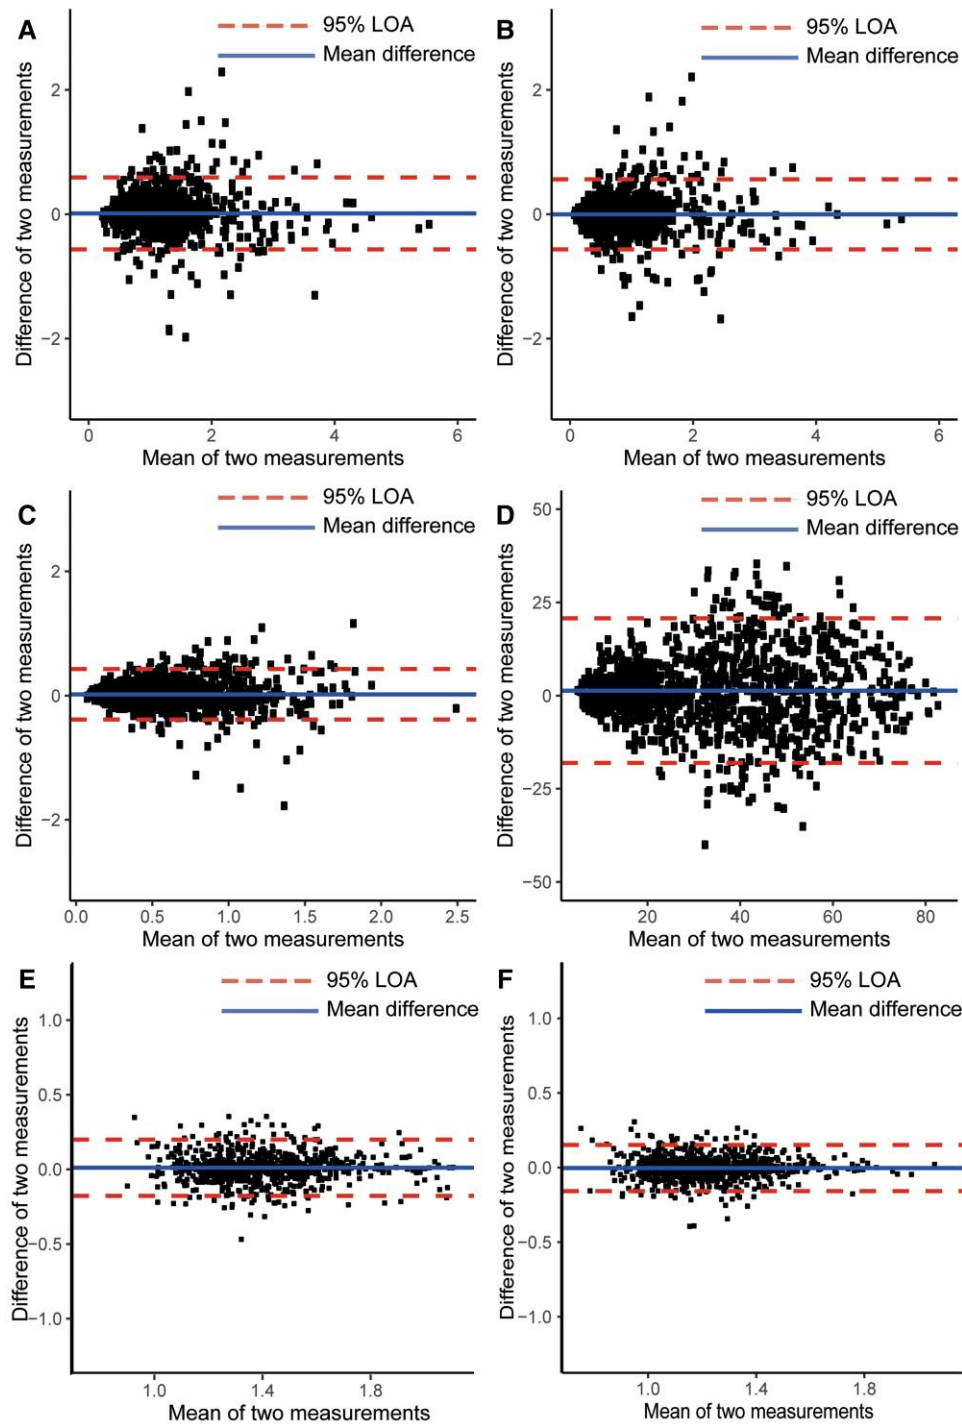 A
95% LOA
Mean difference
Difference of two measurements
2
0
−2
0
2
4
6
Mean of two measurements
B
95% LOA
Mean difference
Difference of two measurements
2
0
−2
0
2
4
6
Mean of two measurements
C
95% LOA
Mean difference
Difference of two measurements
2
0
−2
0.0
0.5
1.0
1.5
2.0
2.5
Mean of two measurements
D
95% LOA
Mean difference
Difference of two measurements
50
25
0
−25
−50
20
40
60
80
Mean of two measurements
E
95% LOA
Mean difference
Difference of two measurements
1.0
0.5
0.0
−0.5
−1.0
1.0
1.4
1.8
Mean of two measurements
F
95% LOA
Mean difference
Difference of two measurements
1.0
0.5
0.0
−0.5
−1.0
1.0
1.4
1.8
Mean of two measurements